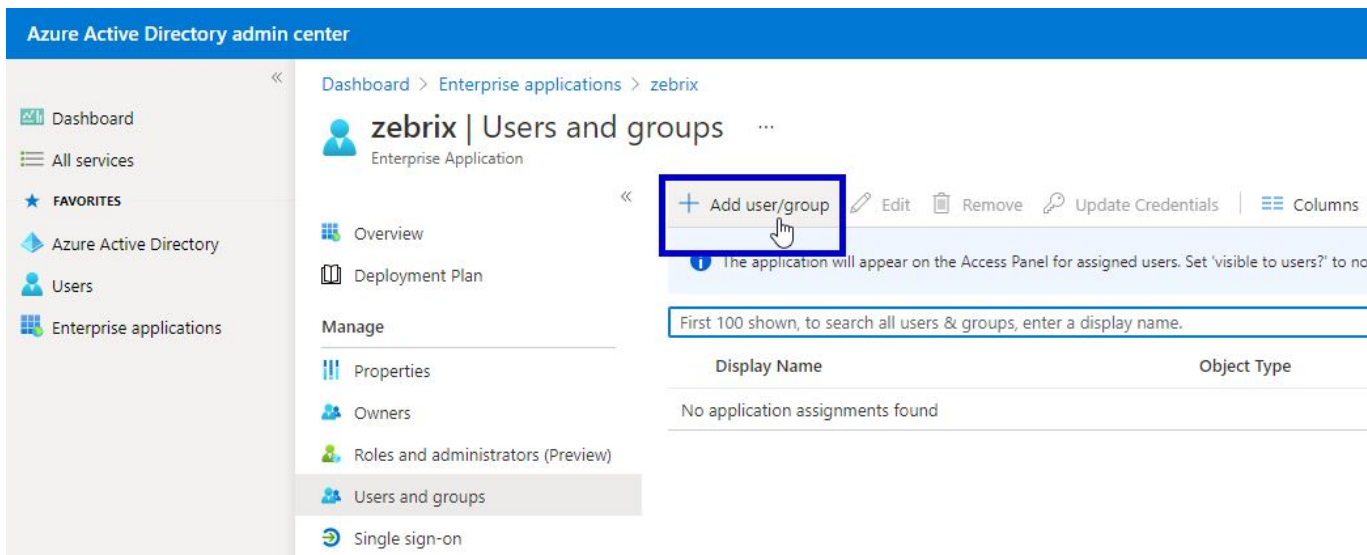 Azure Active Directory admin center
«
Dashboard
All services
FAVORITES
Azure Active Directory
Users
Enterprise applications
Dashboard > Enterprise applications > zebrix
zebrix | Users and groups ...
Enterprise Application
«
Overview
Deployment Plan
Manage
Properties
Owners
Roles and administrators (Preview)
Users and groups
Single sign-on
+ Add user/group Edit Remove Update Credentials | Columns
The application will appear on the Access Panel for assigned users. Set 'visible to users?' to no
First 100 shown, to search all users & groups, enter a display name.
Display Name Object Type
No application assignments found